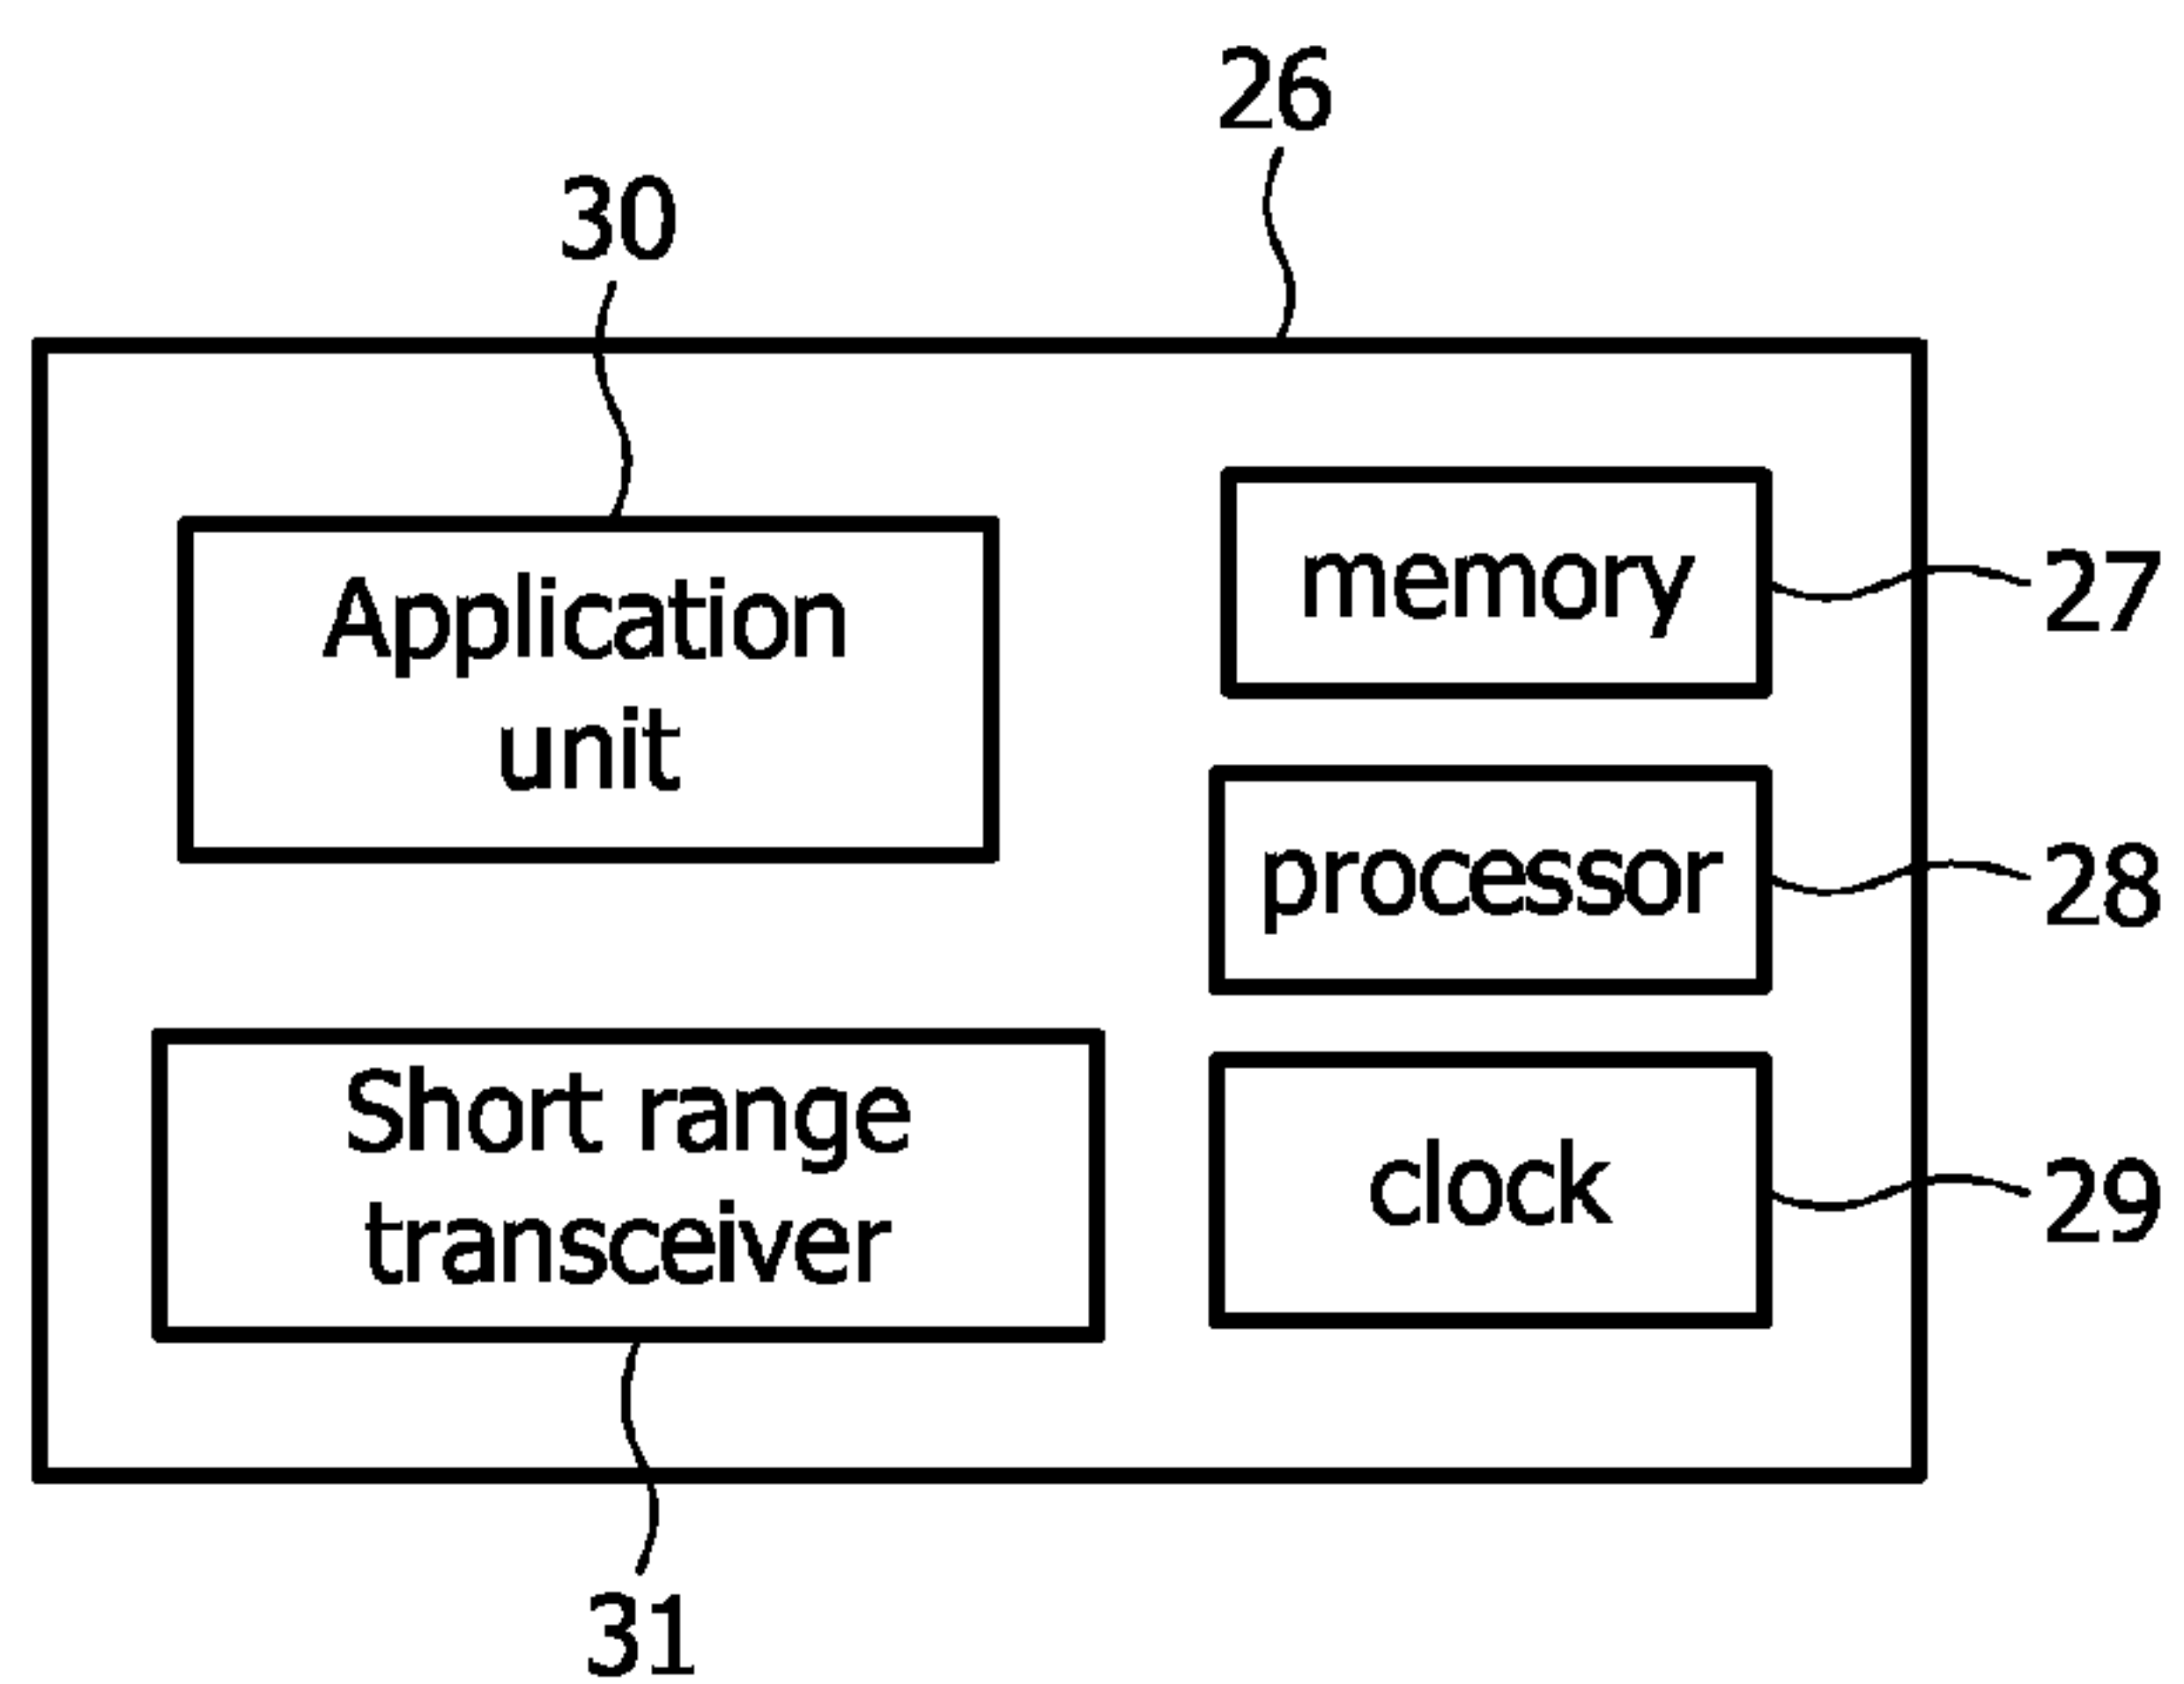 26
30
Application
unit
memory
27
processor
28
Short range
transceiver
clock
29
31